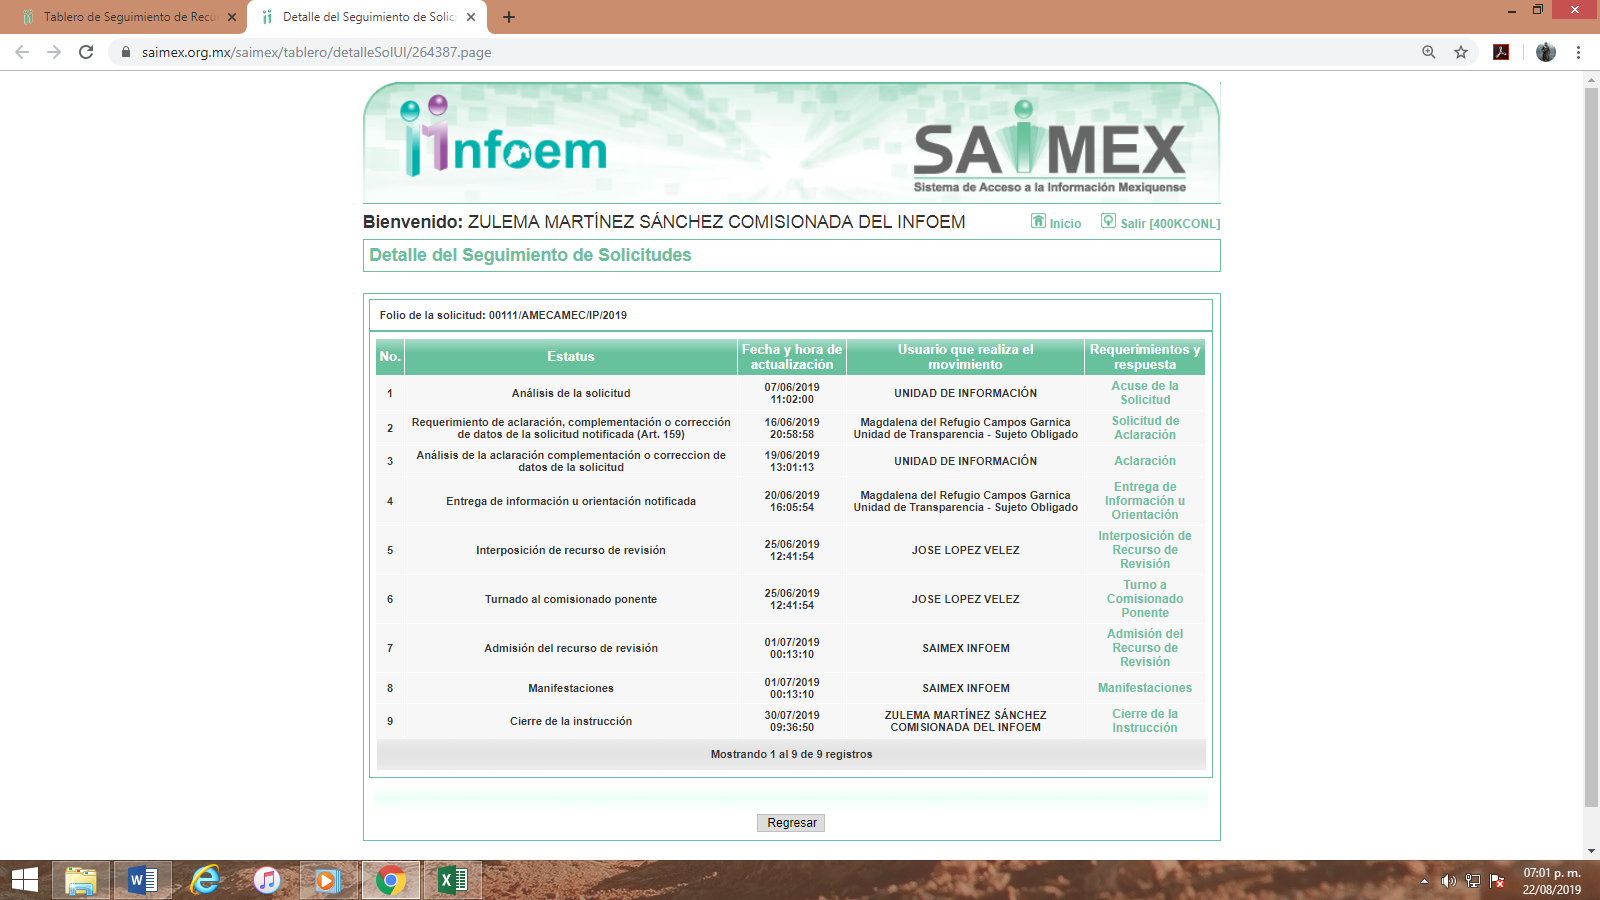 Tablero de Seguimiento de Recu
Detalle del Seguimiento de Solic
saimex.org.mx/saimex/tablero/detalleSolUI/264387.page
infoem
SAIMEX
Sistema de Acceso a la Información Mexiquense
Bienvenido: ZULEMA MARTÍNEZ SÁNCHEZ COMISIONADA DEL INFOEM
Inicio
Salir [400KCONL]
Detalle del Seguimiento de Solicitudes
Folio de la solicitud: 00111/AMECAMEC/IP/2019
No. Estatus Fecha y hora de actualización Usuario que realiza el movimiento Requerimientos y respuesta
1 Análisis de la solicitud 07/06/2019 11:02:00 UNIDAD DE INFORMACIÓN Acuse de la Solicitud
2 Requerimiento de aclaración, complementación o corrección de datos de la solicitud notificada (Art. 159) 16/06/2019 20:58:58 Magdalena del Refugio Campos Garnica Unidad de Transparencia - Sujeto Obligado Solicitud de Aclaración
3 Análisis de la aclaración complementación o correccion de datos de la solicitud 19/06/2019 13:01:13 UNIDAD DE INFORMACIÓN Aclaración
4 Entrega de información u orientación notificada 20/06/2019 16:05:54 Magdalena del Refugio Campos Garnica Unidad de Transparencia - Sujeto Obligado Entrega de Información u Orientación
5 Interposición de recurso de revisión 25/06/2019 12:41:54 JOSE LOPEZ VELEZ Interposición de Recurso de Revisión
6 Turnado al comisionado ponente 25/06/2019 12:41:54 JOSE LOPEZ VELEZ Turno a Comisionado Ponente
7 Admisión del recurso de revisión 01/07/2019 00:13:10 SAIMEX INFOEM Admisión del Recurso de Revisión
8 Manifestaciones 01/07/2019 00:13:10 SAIMEX INFOEM Manifestaciones
9 Cierre de la instrucción 30/07/2019 09:36:50 ZULEMA MARTÍNEZ SÁNCHEZ COMISIONADA DEL INFOEM Cierre de la Instrucción
Mostrando 1 al 9 de 9 registros
Regresar
07:01 p. m.
22/08/2019